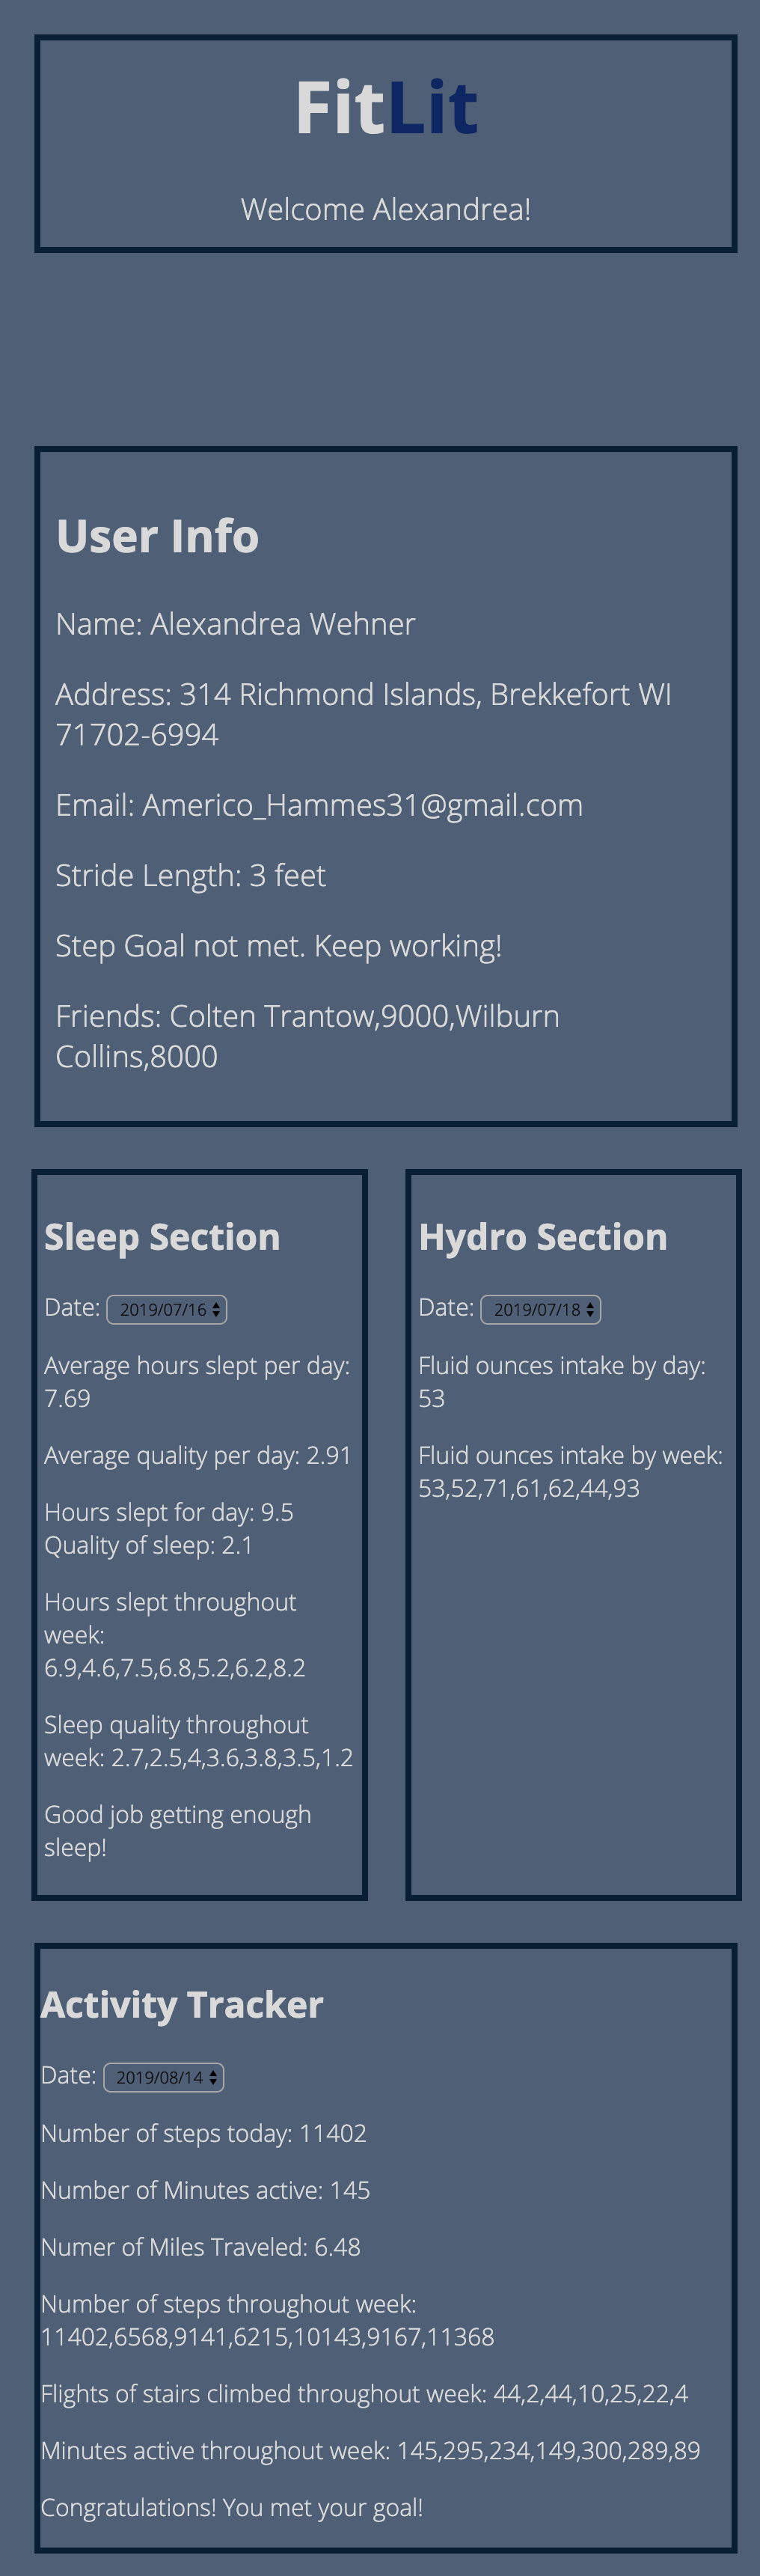 FitLit
Welcome Alexandrea!
User Info
Name: Alexandrea Wehner
Address: 314 Richmond Islands, Brekkefort WI
71702-6994
Email: Americo_Hammes31@gmail.com
Stride Length: 3 feet
Step Goal not met. Keep working!
Friends: Colten Trantow,9000,Wilburn
Collins,8000
Sleep Section
Date: 2019/07/16
Average hours slept per day:
7.69
Average quality per day: 2.91
Hours slept for day: 9.5
Quality of sleep: 2.1
Hours slept throughout
week:
6.9,4.6,7.5,6.8,5.2,6.2,8.2
Sleep quality throughout
week: 2.7,2.5,4,3.6,3.8,3.5,1.2
Good job getting enough
sleep!
Hydro Section
Date: 2019/07/18
Fluid ounces intake by day:
53
Fluid ounces intake by week:
53,52,71,61,62,44,93
Activity Tracker
Date: 2019/08/14
Number of steps today: 11402
Number of Minutes active: 145
Numer of Miles Traveled: 6.48
Number of steps throughout week:
11402,6568,9141,6215,10143,9167,11368
Flights of stairs climbed throughout week: 44,2,44,10,25,22,4
Minutes active throughout week: 145,295,234,149,300,289,89
Congratulations! You met your goal!